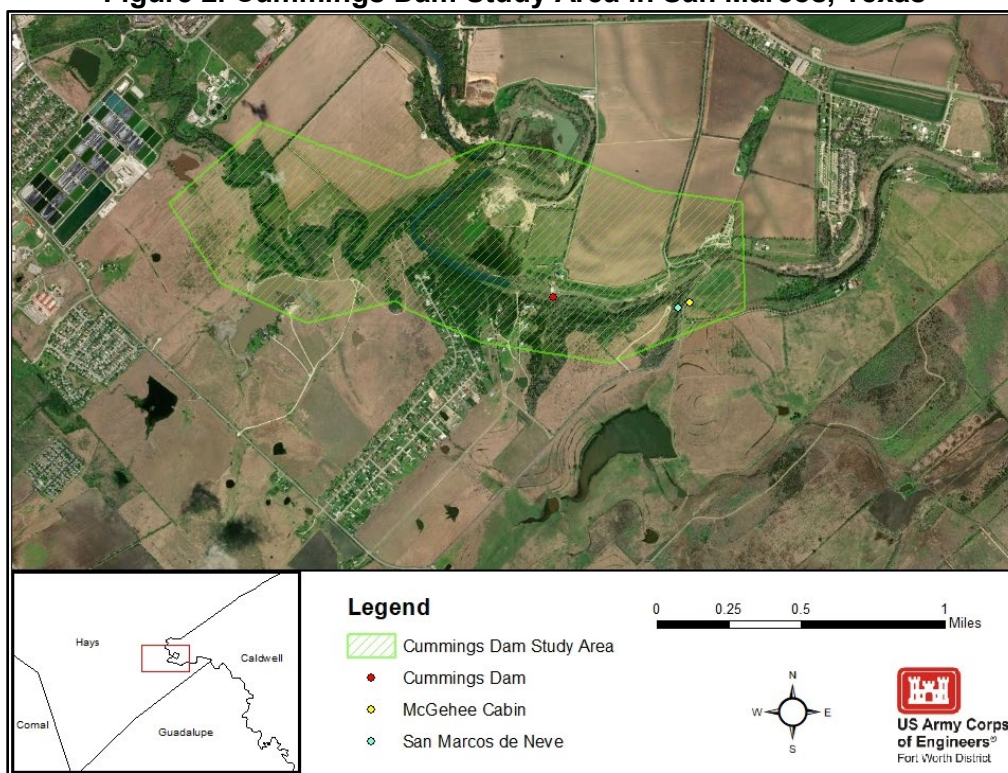 Figure 2. Cummings Dam Study Area in San Marcos, Texas
Hays
Caldwell
Comal
Guadalupe
Legend
Cummings Dam Study Area
Cummings Dam
McGehee Cabin
San Marcos de Neve
0 0.25 0.5 1
Miles
N
W E
S
US Army Corps
of Engineers®
Fort Worth District